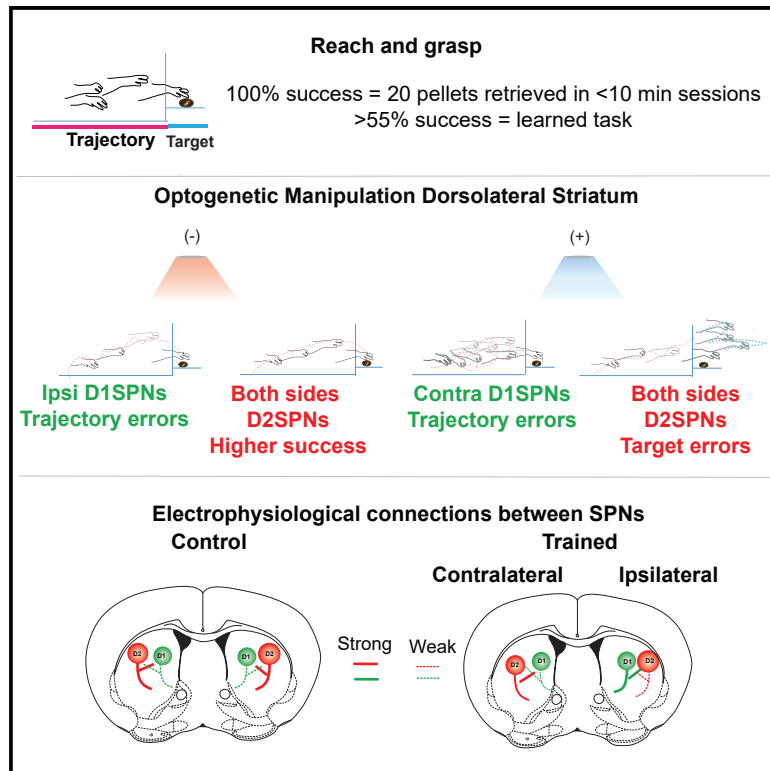 Reach and grasp
100% success = 20 pellets retrieved in <10 min sessions
>55% success = learned task
Trajectory Target
Optogenetic Manipulation Dorsolateral Striatum
(-) (+)
Ipsi D1SPNs
Trajectory errors
Both sides
D2SPNs
Higher success
Contra D1SPNs
Trajectory errors
Both sides
D2SPNs
Target errors
Electrophysiological connections between SPNs
Control Trained
Contralateral Ipsilateral
Strong Weak
D2 D1 D1 D2
D2 D1 D1 D2